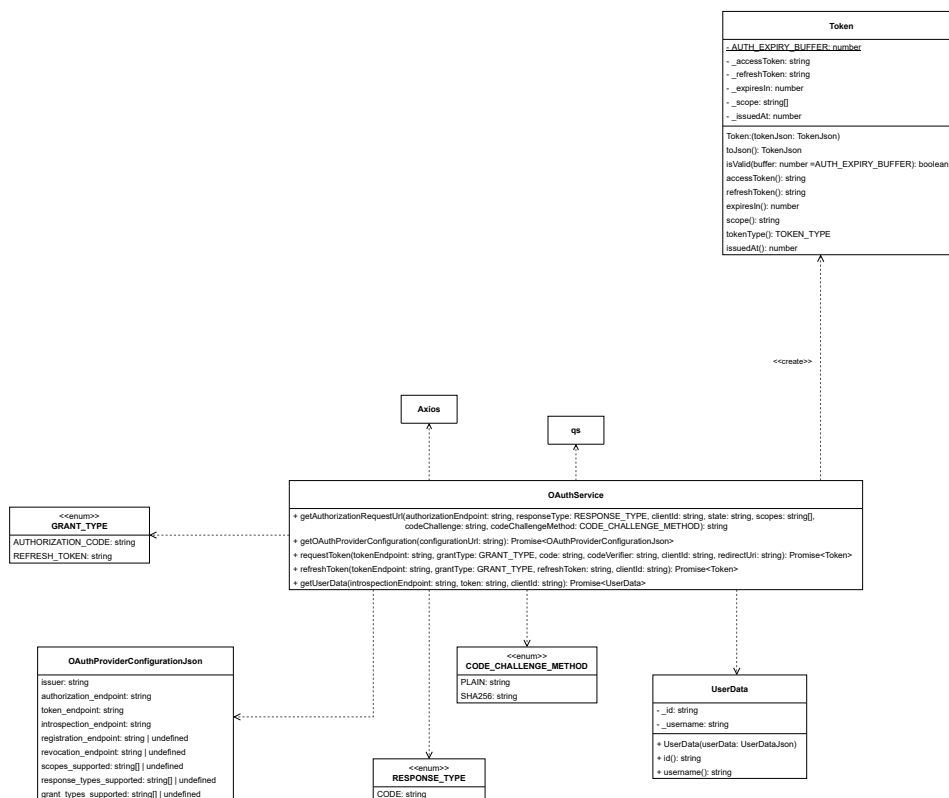 Token
- AUTH_EXPIRY_BUFFER: number
- _accessToken: string
- _refreshToken: string
- _expiresIn: number
- _scope: string[]
- _issuedAt: number
Token:(tokenJson: TokenJson)
toJson(): TokenJson
isValid(buffer: number =AUTH_EXPIRY_BUFFER): boolean
accessToken(): string
refreshToken(): string
expiresIn(): number
scope(): string
tokenType(): TOKEN_TYPE
issuedAt(): number
<<create>>
Axios
qs
OAuthService
+ getAuthorizationRequestUrl(authorizationEndpoint: string, responseType: RESPONSE_TYPE, clientId: string, state: string, scopes: string[],
codeChallenge: string, codeChallengeMethod: CODE_CHALLENGE_METHOD): string
+ getOAuthProviderConfiguration(configurationUrl: string): Promise<OAuthProviderConfigurationJson>
+ requestToken(tokenEndpoint: string, grantType: GRANT_TYPE, code: string, codeVerifier: string, clientId: string, redirectUri: string): Promise<Token>
+ refreshToken(tokenEndpoint: string, grantType: GRANT_TYPE, refreshToken: string, clientId: string): Promise<Token>
+ getUserData(introspectionEndpoint: string, token: string, clientId: string): Promise<UserData>
<<enum>>
GRANT_TYPE
AUTHORIZATION_CODE: string
REFRESH_TOKEN: string
OAuthProviderConfigurationJson
issuer: string
authorization_endpoint: string
token_endpoint: string
introspection_endpoint: string
registration_endpoint: string | undefined
revocation_endpoint: string | undefined
scopes_supported: string[] | undefined
response_types_supported: string[] | undefined
grant_types_supported: string[] | undefined
<<enum>>
CODE_CHALLENGE_METHOD
PLAIN: string
SHA256: string
UserData
- _id: string
- _username: string
+ UserData(userData: UserDataJson)
+ id(): string
+ username(): string
<<enum>>
RESPONSE_TYPE
CODE: string